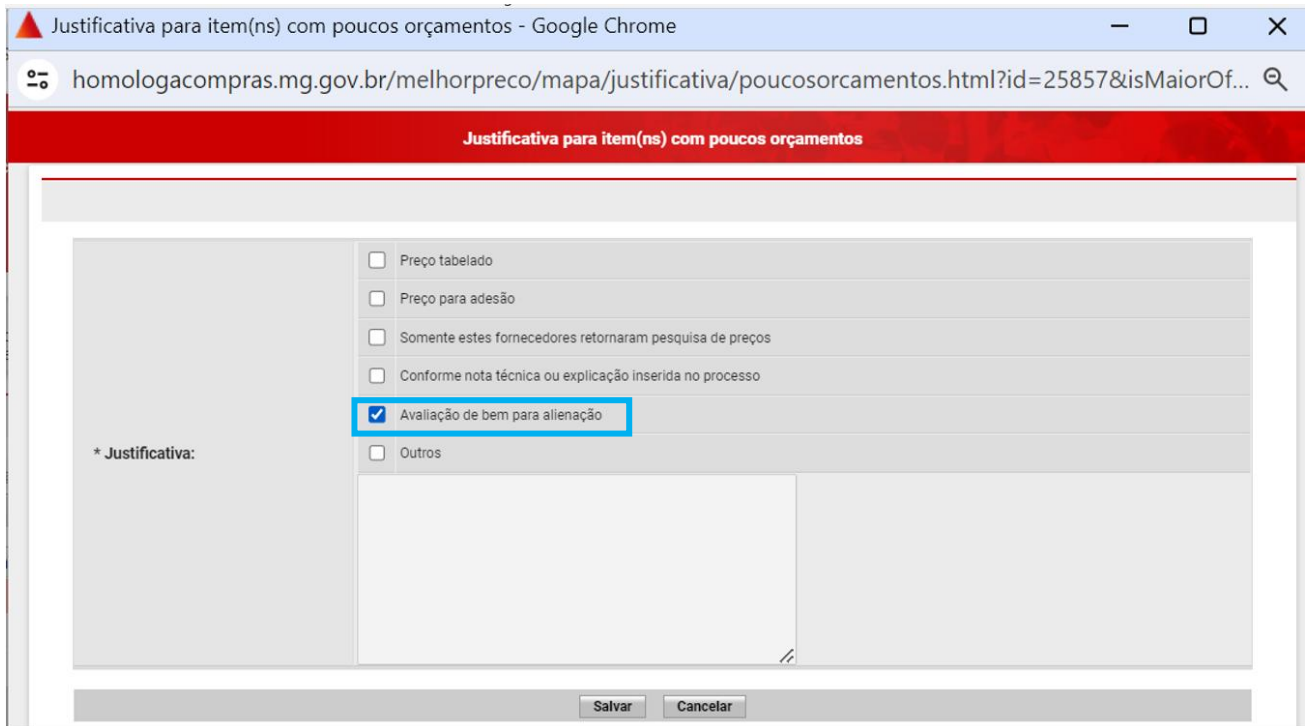 Justificativa para item(ns) com poucos orçamentos - Google Chrome
homologacompras.mg.gov.br/melhorpreco/mapa/justificativa/poucosorcamentos.html?id=25857&isMaiorOf...
Justificativa para item(ns) com poucos orçamentos
Preço tabelado
Preço para adesão
Somente estes fornecedores retornaram pesquisa de preços
Conforme nota técnica ou explicação inserida no processo
Avaliação de bem para alienação
* Justificativa:
Outros
Salvar
Cancelar